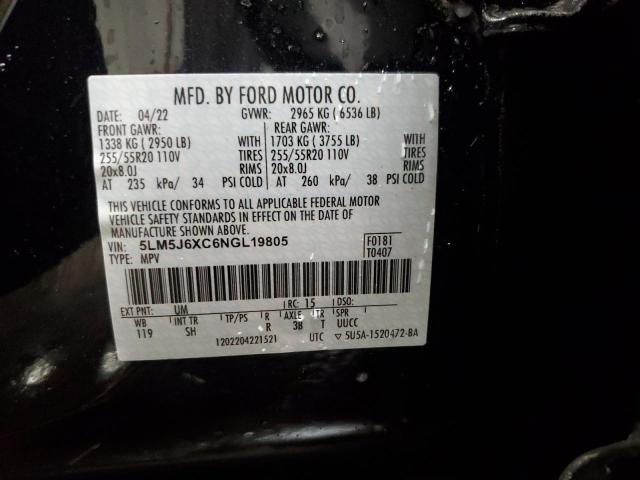 MFD. BY FORD MOTOR CO.
DATE: 04/22 GVWR: 2965 KG ( 6536 LB)
FRONT GAWR: REAR GAWR:
1338 KG ( 2950 LB) WITH 1703 KG ( 3755 LB) WITH
255/55R20 110V TIRES 255/55R20 110V TIRES
20x8.0J RIMS 20x8.0J RIMS
AT 235 kPa/ 34 PSI COLD AT 260 kPa/ 38 PSI COLD
THIS VEHICLE CONFORMS TO ALL APPLICABLE FEDERAL MOTOR
VEHICLE SAFETY STANDARDS IN EFFECT ON THE DATE OF
MANUFACTURE SHOWN ABOVE.
VIN: 5LM5J6XC6NGL19805 F0181
TYPE: MPV T0407
EXT PNT: UM RC: 15 DSO:
WB INT TR TP/PS R AXLE TR SPR
119 SH R 3B T UUCC
1202204221521 UTC ▽ 5U5A-1520472-BA